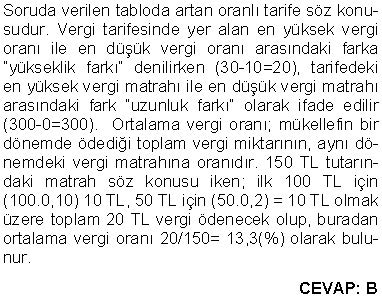 Soruda verilen tabloda artan oranlı tarife söz konu-
sudur. Vergi tarifesinde yer alan en yüksek vergi
oranı ile en düşük vergi oranı arasındaki farka
"yükseklik farkı" denilirken (30-10=20), tarifedeki
en yüksek vergi matrahı ile en düşük vergi matrahı
arasındaki fark "uzunluk farkı" olarak ifade edilir
(300-0=300). Ortalama vergi oranı; mükellefin bir
dönemde ödediği toplam vergi miktarının, aynı dö-
nemdeki vergi matrahına oranıdır. 150 TL tutarın-
daki matrah söz konusu iken; ilk 100 TL için
(100.0,10) 10 TL, 50 TL için (50.0,2) = 10 TL olmak
üzere toplam 20 TL vergi ödenecek olup, buradan
ortalama vergi oranı 20/150= 13,3(%) olarak bulu-
nur.
CEVAP: B